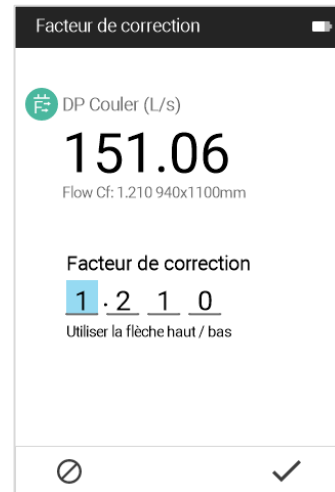 Facteur de correction
DP Couler (L/s)
151.06
Flow Cf: 1.210 940x1100mm
Facteur de correction
1.210
Utiliser la flèche haut / bas